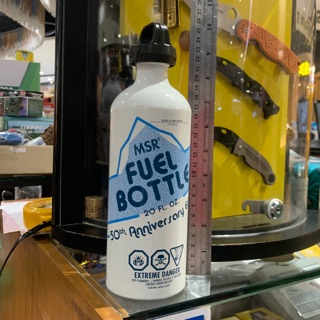 MSR
FUEL
BOTTLE
20 FL. OZ.
50th Anniversary
EXTREME DANGER